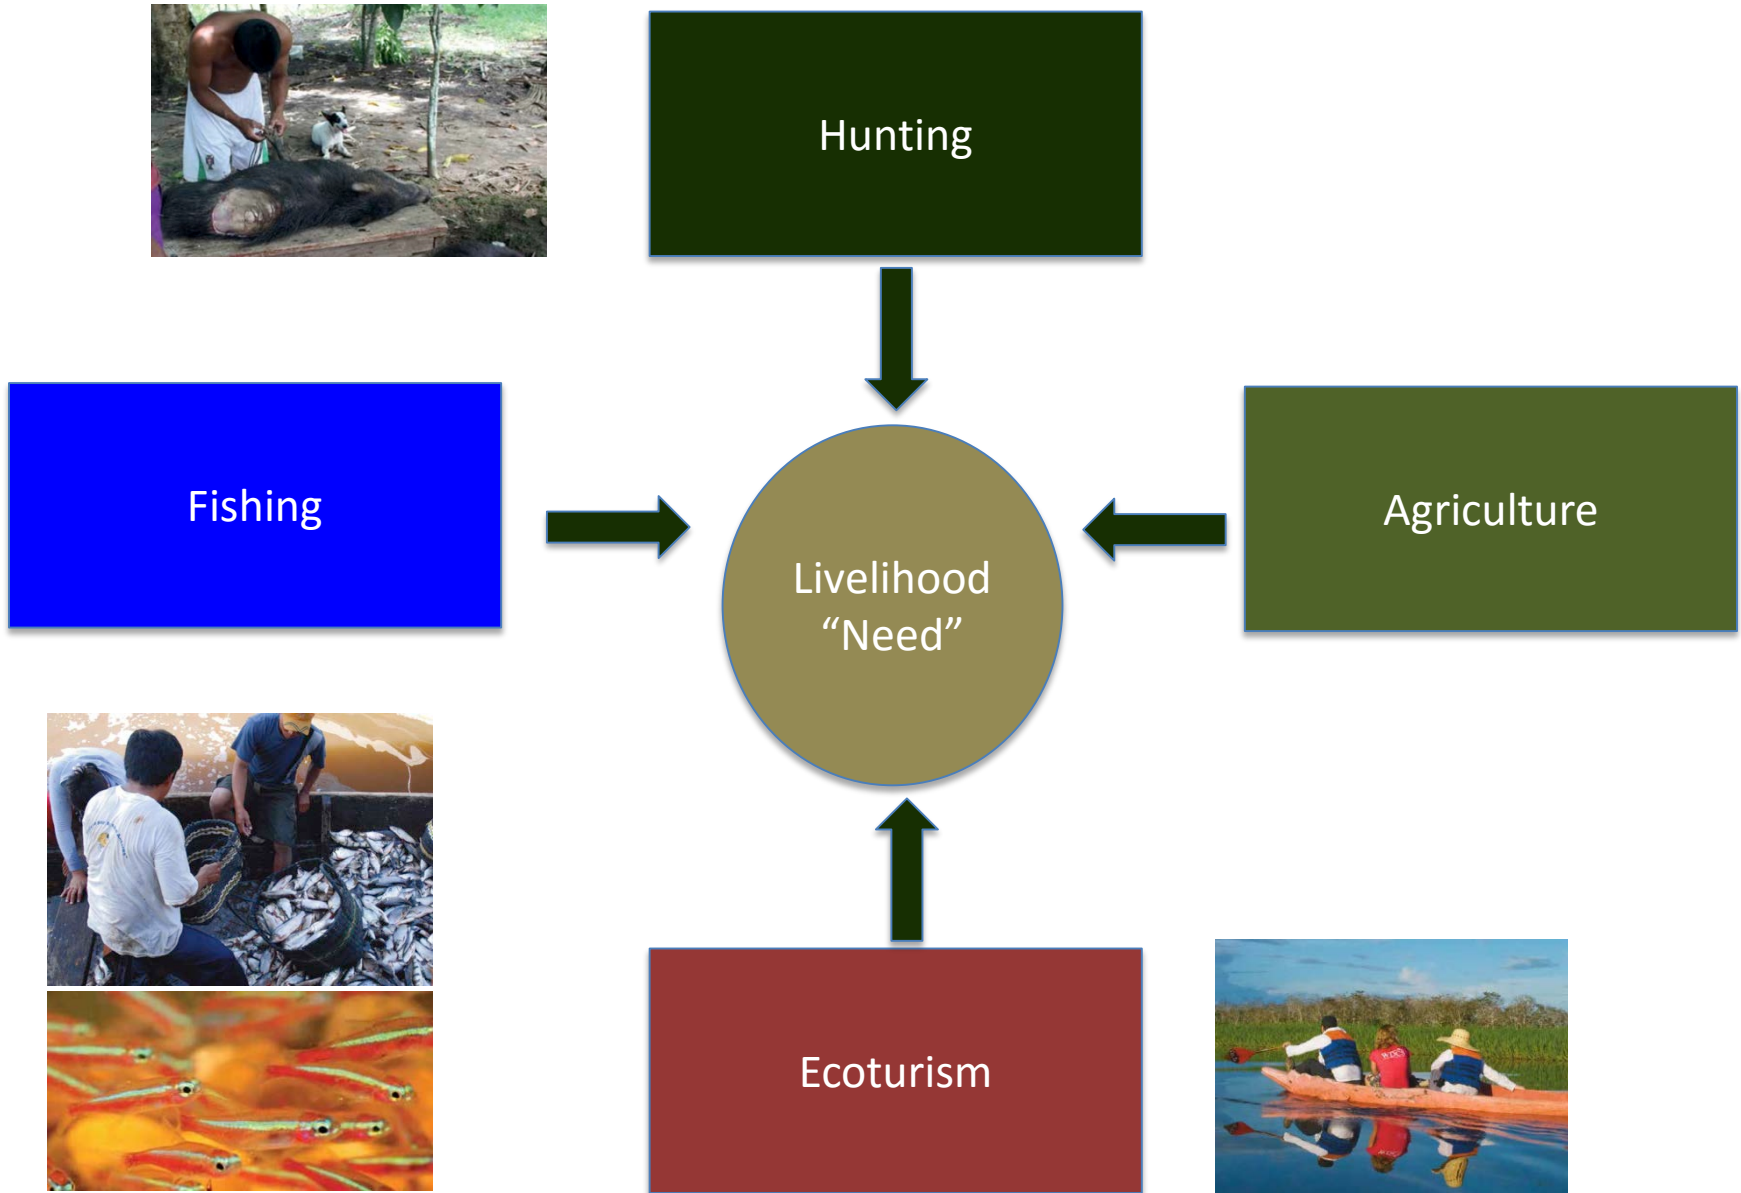 Hunting
Fishing
Agriculture
Livelihood
“Need”
Ecoturism